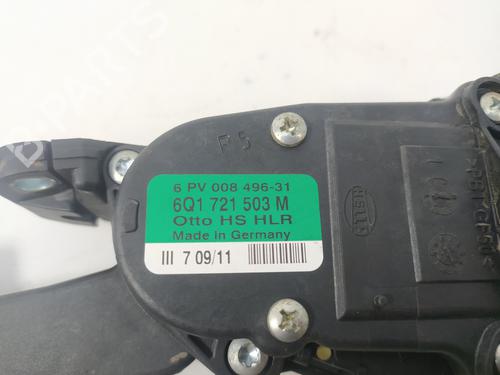 PS
6 PV 008 496-31
6Q1 721 503 M
Otto HS HLR
Made in Germany
III 7 09/11
Hella